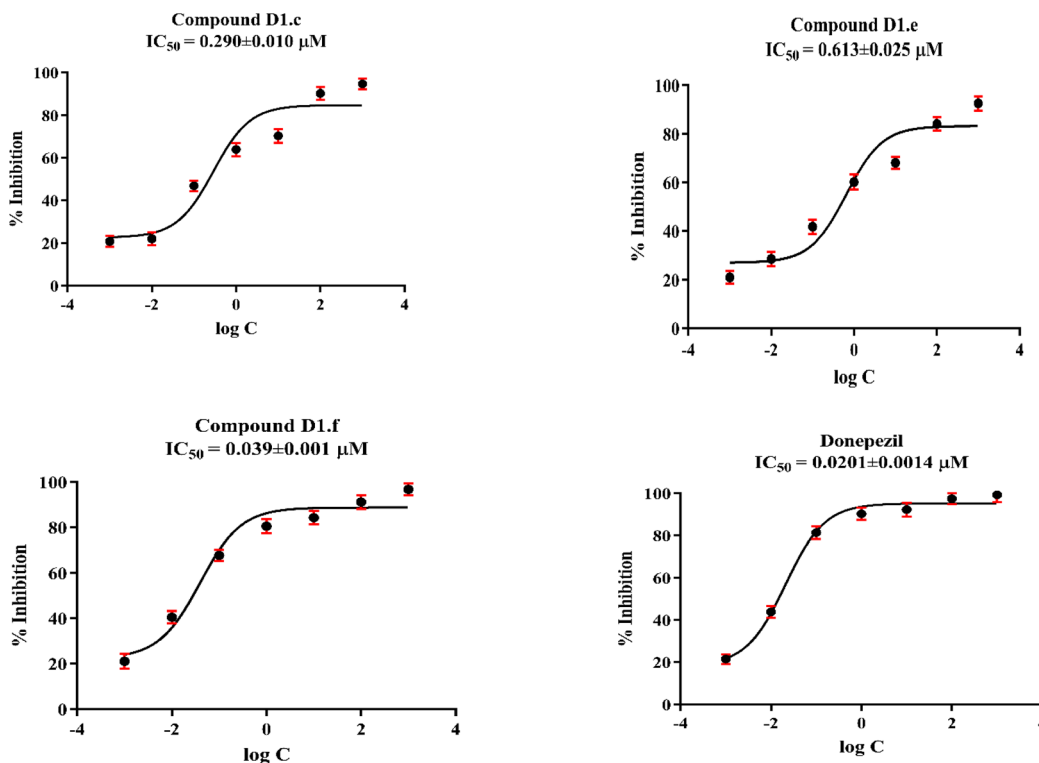 Compound D1.c
IC50 = 0.290±0.010 µM
% Inhibition
100
80
60
40
20
0
-4
-2
0
2
4
log C
Compound D1.e
IC50 = 0.613±0.025 µM
% Inhibition
100
80
60
40
20
0
-4
-2
0
2
4
log C
Compound D1.f
IC50 = 0.039±0.001 µM
% Inhibition
100
80
60
40
20
0
-4
-2
0
2
4
log C
Donepezil
IC50 = 0.0201±0.0014 µM
% Inhibition
100
80
60
40
20
0
-4
-2
0
2
log C